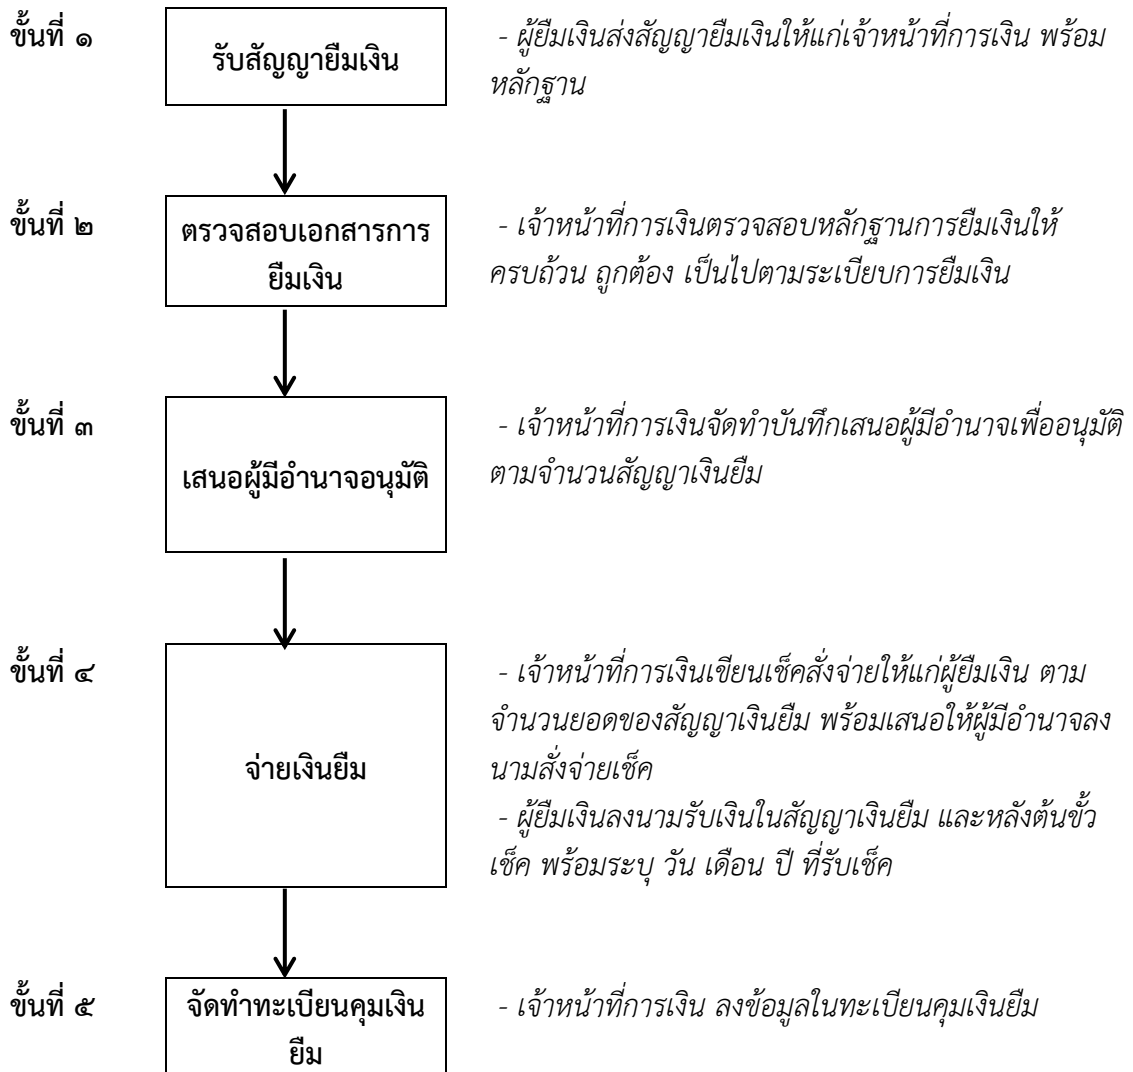 ขั้นที่ ๑
รับสัญญายืมเงิน
- ผู้ยืมเงินส่งสัญญายืมเงินให้แก่เจ้าหน้าที่การเงิน พร้อม
หลักฐาน
ขั้นที่ ๒
ตรวจสอบเอกสารการ
ยืมเงิน
- เจ้าหน้าที่การเงินตรวจสอบหลักฐานการยืมเงินให้
ครบถ้วน ถูกต้อง เป็นไปตามระเบียบการยืมเงิน
ขั้นที่ ๓
เสนอผู้มีอำนาจอนุมัติ
- เจ้าหน้าที่การเงินจัดทำบันทึกเสนอผู้มีอำนาจเพื่ออนุมัติ
ตามจำนวนสัญญาเงินยืม
ขั้นที่ ๔
จ่ายเงินยืม
- เจ้าหน้าที่การเงินเขียนเช็คสั่งจ่ายให้แก่ผู้ยืมเงิน ตาม
จำนวนยอดของสัญญาเงินยืม พร้อมเสนอให้ผู้มีอำนาจลง
นามสั่งจ่ายเช็ค
- ผู้ยืมเงินลงนามรับเงินในสัญญาเงินยืม และหลังต้นขั้ว
เช็ค พร้อมระบุ วัน เดือน ปี ที่รับเช็ค
ขั้นที่ ๕
จัดทำทะเบียนคุมเงิน
ยืม
- เจ้าหน้าที่การเงิน ลงข้อมูลในทะเบียนคุมเงินยืม